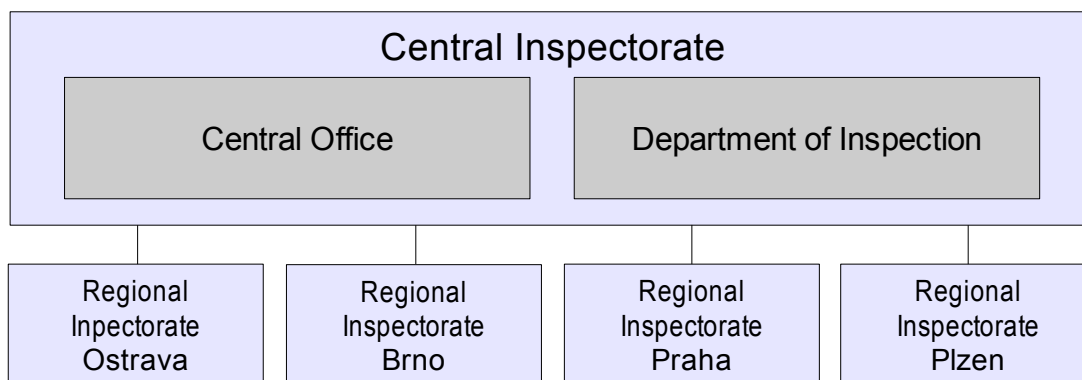 Central Inspectorate
Central Office
Department of Inspection
Regional
Inpectorate
Ostrava
Regional
Inspectorate
Brno
Regional
Inspectorate
Praha
Regional
Inspectorate
Plzen